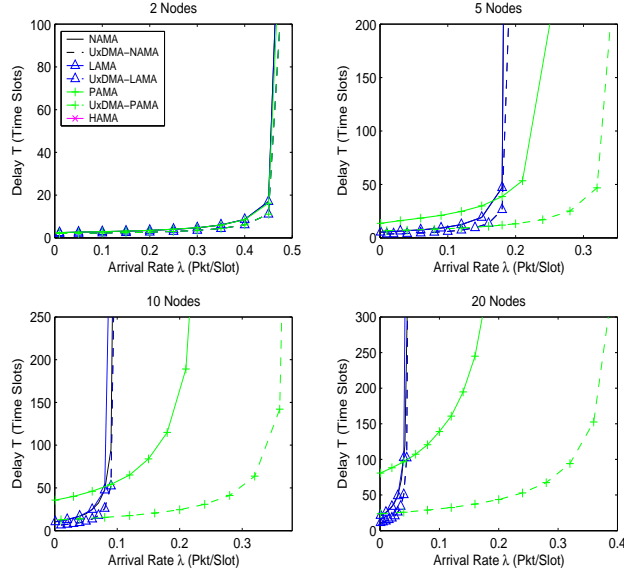 2 Nodes
100
80
60
40
20
0
Delay T (Time Slots)
NAMA
UxDMA−NAMA
LAMA
UxDMA−LAMA
PAMA
UxDMA−PAMA
HAMA
0 0.1 0.2 0.3 0.4 0.5
Arrival Rate λ (Pkt/Slot)
5 Nodes
200
150
100
50
0
Delay T (Time Slots)
0 0.1 0.2 0.3
Arrival Rate λ (Pkt/Slot)
10 Nodes
250
200
150
100
50
0
Delay T (Time Slots)
0 0.1 0.2 0.3
Arrival Rate λ (Pkt/Slot)
20 Nodes
300
250
200
150
100
50
0
Delay T (Time Slots)
0 0.1 0.2 0.3 0.4
Arrival Rate λ (Pkt/Slot)